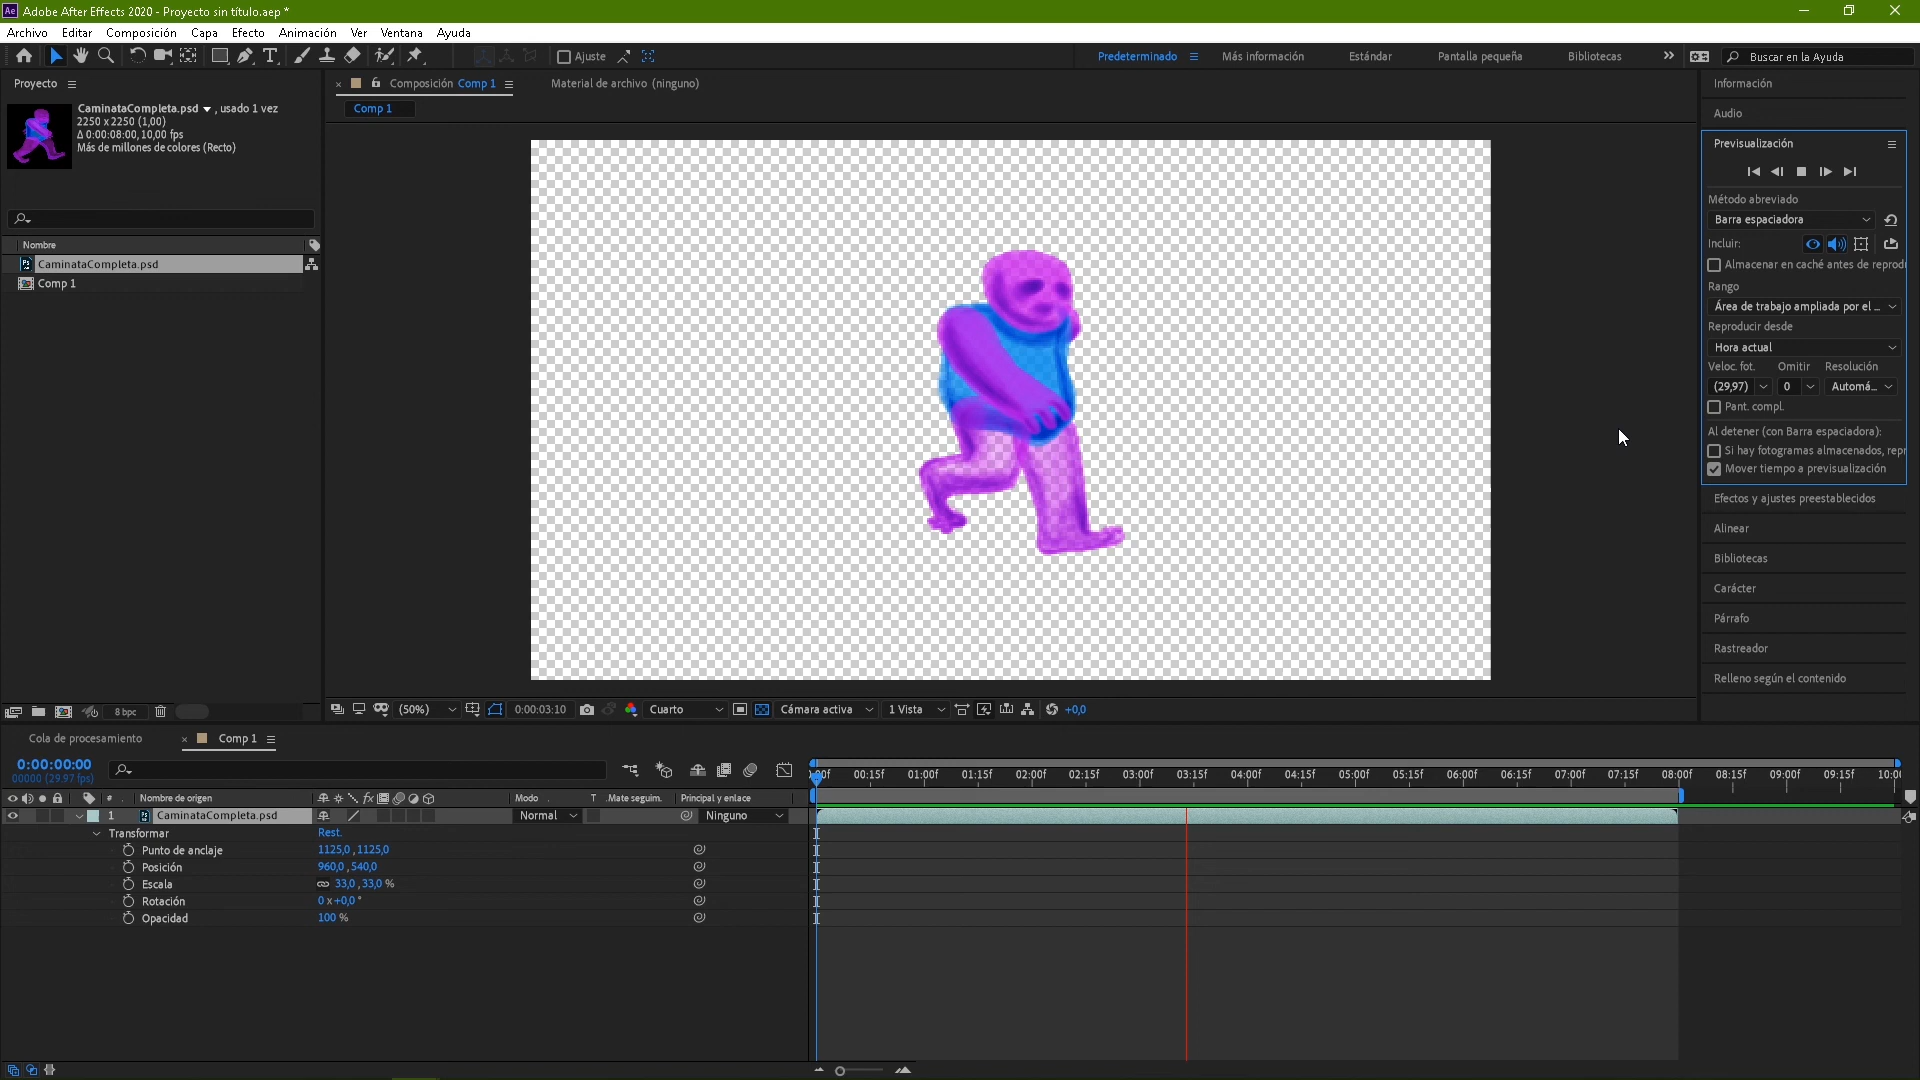 Ae Adobe After Effects 2020 - Proyecto sin título.aep *
Archivo Editar Composición Capa Efecto Animación Ver Ventana Ayuda
Ajuste Predeterminado Más información Estándar Pantalla pequeña Bibliotecas Buscar en la Ayuda
Proyecto
CaminataCompleta.psd , usado 1 vez
2250 x 2250 (1,00)
Δ 0:00:08:00, 10,00 fps
Más de millones de colores (Recto)
Nombre
CaminataCompleta.psd
Comp 1
8 bpc
Composición Comp 1 Material de archivo (ninguno)
Comp 1
(50%) 0:00:03:10 Cuarto Cámara activa 1 Vista +0,0
Información
Audio
Previsualización
Método abreviado
Barra espaciadora
Incluir:
Almacenar en caché antes de reprodu
Rango
Área de trabajo ampliada por el ...
Reproducir desde
Hora actual
Veloc. fot. Omitir Resolución
(29,97) 0 Automá...
Pant. compl.
Al detener (con Barra espaciadora):
Si hay fotogramas almacenados, repr
Mover tiempo a previsualización
Efectos y ajustes preestablecidos
Alinear
Bibliotecas
Carácter
Párrafo
Rastreador
Relleno según el contenido
Cola de procesamiento Comp 1
0:00:00:00
00000 (29.97 fps)
:00f 00:15f 01:00f 01:15f 02:00f 02:15f 03:00f 03:15f 04:00f 04:15f 05:00f 05:15f 06:00f 06:15f 07:00f 07:15f 08:00f 08:15f 09:00f 09:15f 10:0
# Nombre de origen fx Modo T .Mate seguim. Principal y enlace
1 CaminataCompleta.psd Normal Ninguno
Transformar Rest.
Punto de anclaje 1125,0, 1125,0
Posición 960,0, 540,0
Escala 33,0, 33,0 %
Rotación 0 x+0,0 °
Opacidad 100 %